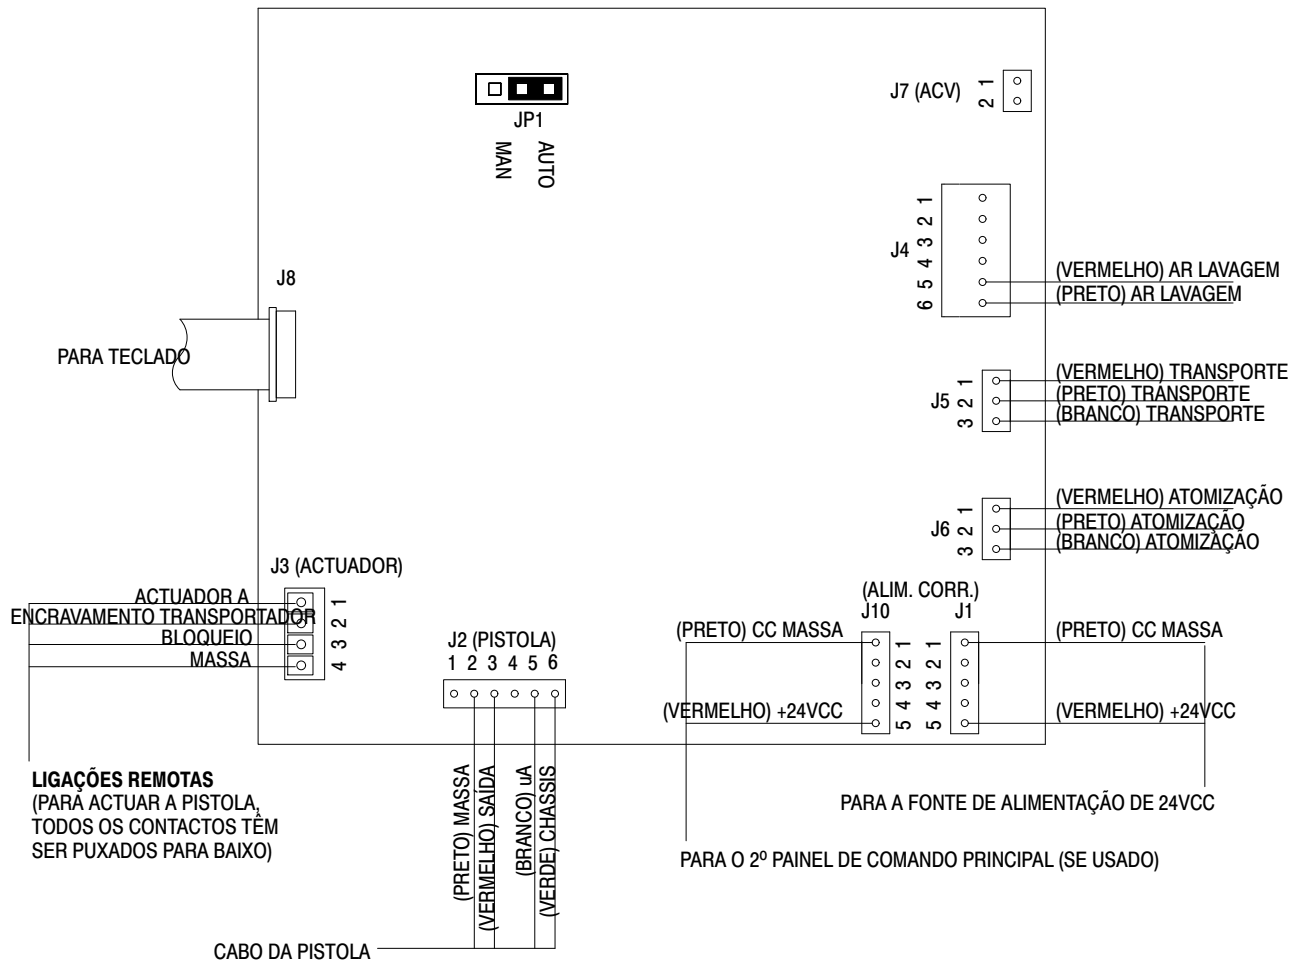 JP1
MAN
AUTO
J7 (ACV)
1
2
J4
1
2
3
4
5
6
(VERMELHO) AR LAVAGEM
(PRETO) AR LAVAGEM
J8
PARA TECLADO
J5
1
2
3
(VERMELHO) TRANSPORTE
(PRETO) TRANSPORTE
(BRANCO) TRANSPORTE
J6
1
2
3
(VERMELHO) ATOMIZAÇÃO
(PRETO) ATOMIZAÇÃO
(BRANCO) ATOMIZAÇÃO
J3 (ACTUADOR)
ACTUADOR A
ENCRAVAMENTO TRANSPORTADOR
BLOQUEIO
MASSA
1
2
3
4
J2 (PISTOLA)
1 2 3 4 5 6
(ALIM. CORR.)
J10
J1
(PRETO) CC MASSA
1
2
3
4
5
(VERMELHO) +24VCC
1
2
3
4
5
(PRETO) CC MASSA
(VERMELHO) +24VCC
LIGAÇÕES REMOTAS
(PARA ACTUAR A PISTOLA,
TODOS OS CONTACTOS TÊM
SER PUXADOS PARA BAIXO)
(PRETO) MASSA
(VERMELHO) SAÍDA
(BRANCO) uA
(VERDE) CHASSIS
PARA A FONTE DE ALIMENTAÇÃO DE 24VCC
PARA O 2º PAINEL DE COMANDO PRINCIPAL (SE USADO)
CABO DA PISTOLA